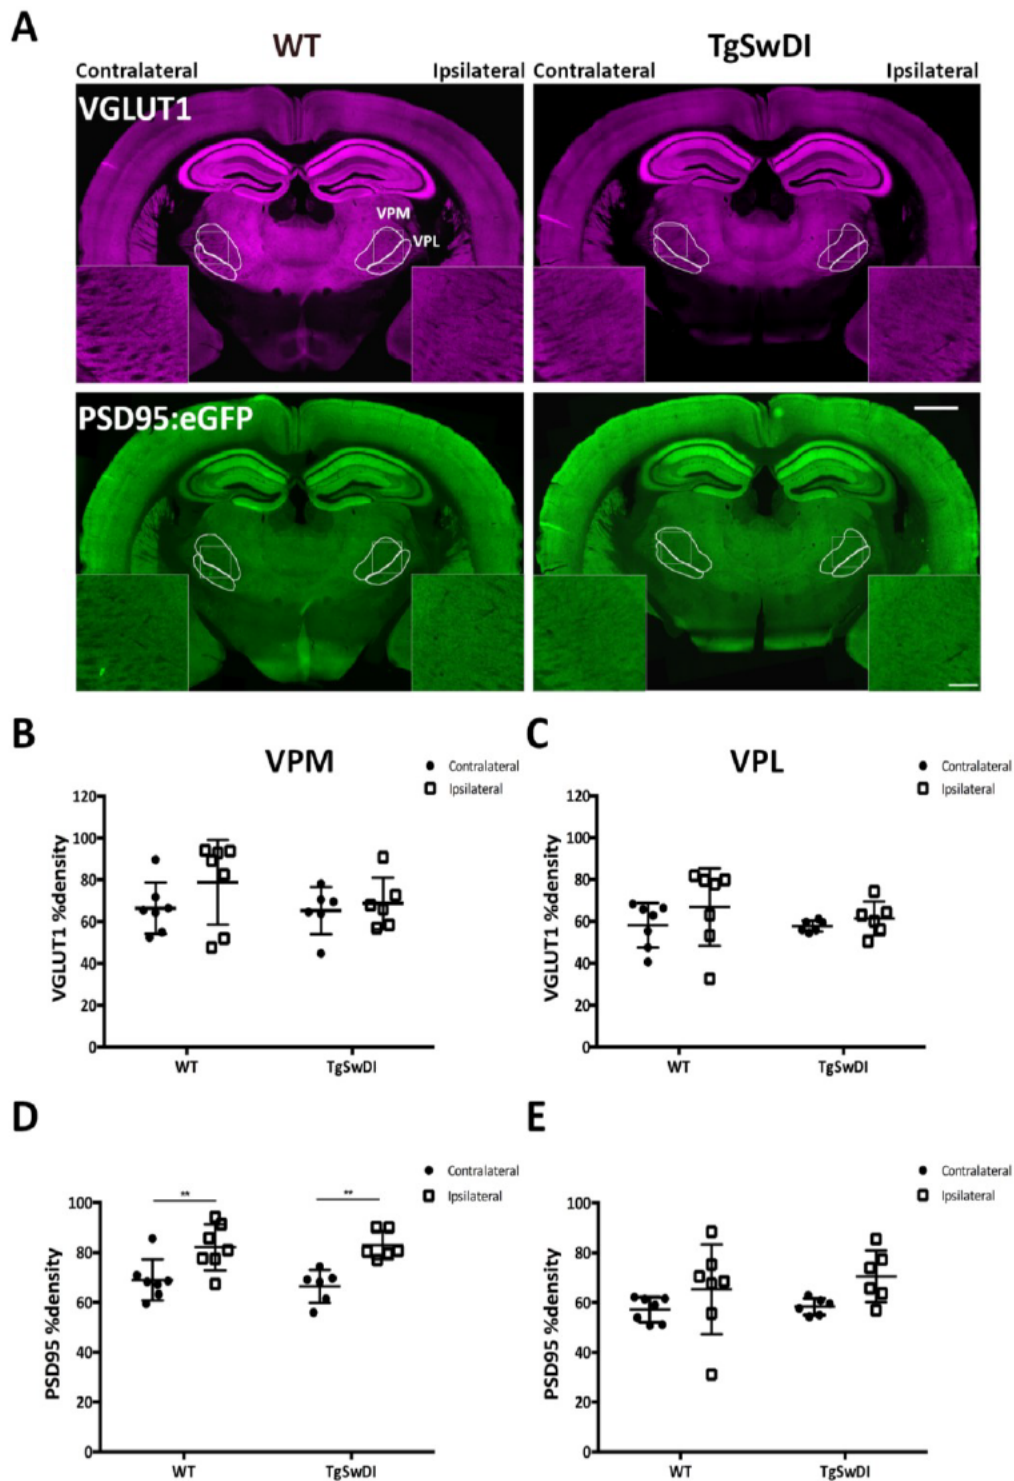 A
WT
TgSwDI
Contralateral
Ipsilateral
Contralateral
Ipsilateral
VGLUT1
VPM
VPL
PSD95:eGFP
B
VPM
Contralateral
Ipsilateral
VGLUT1 %density
120
100
80
60
40
20
0
WT
TgSwDI
C
VPL
Contralateral
Ipsilateral
VGLUT1 %density
120
100
80
60
40
20
0
WT
TgSwDI
D
Contralateral
Ipsilateral
PSD95 %density
100
80
60
40
20
0
**
**
WT
TgSwDI
E
Contralateral
Ipsilateral
PSD95 %density
100
80
60
40
20
0
WT
TgSwDI